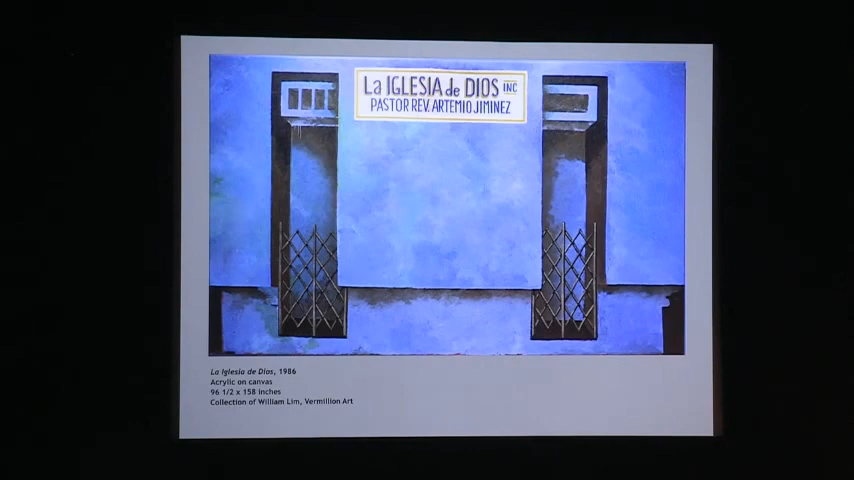 La IGLESIA de DIOS INC
PASTOR REV. ARTEMIO JIMINEZ
La Iglesia de Dios, 1986
Acrylic on canvas
96 1/2 x 158 inches
Collection of William Lim, Vermillion Art